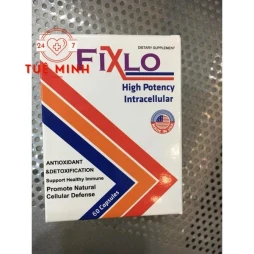 24 7
TUỆ MINH
DIETARY SUPPLEMENT
FIXLO
High Potency
Intracellular
ANTIOXIDANT
&DETOXIFICATION
Support Healthy Immune
Promote Natural
Cellular Defense
60 Capsules